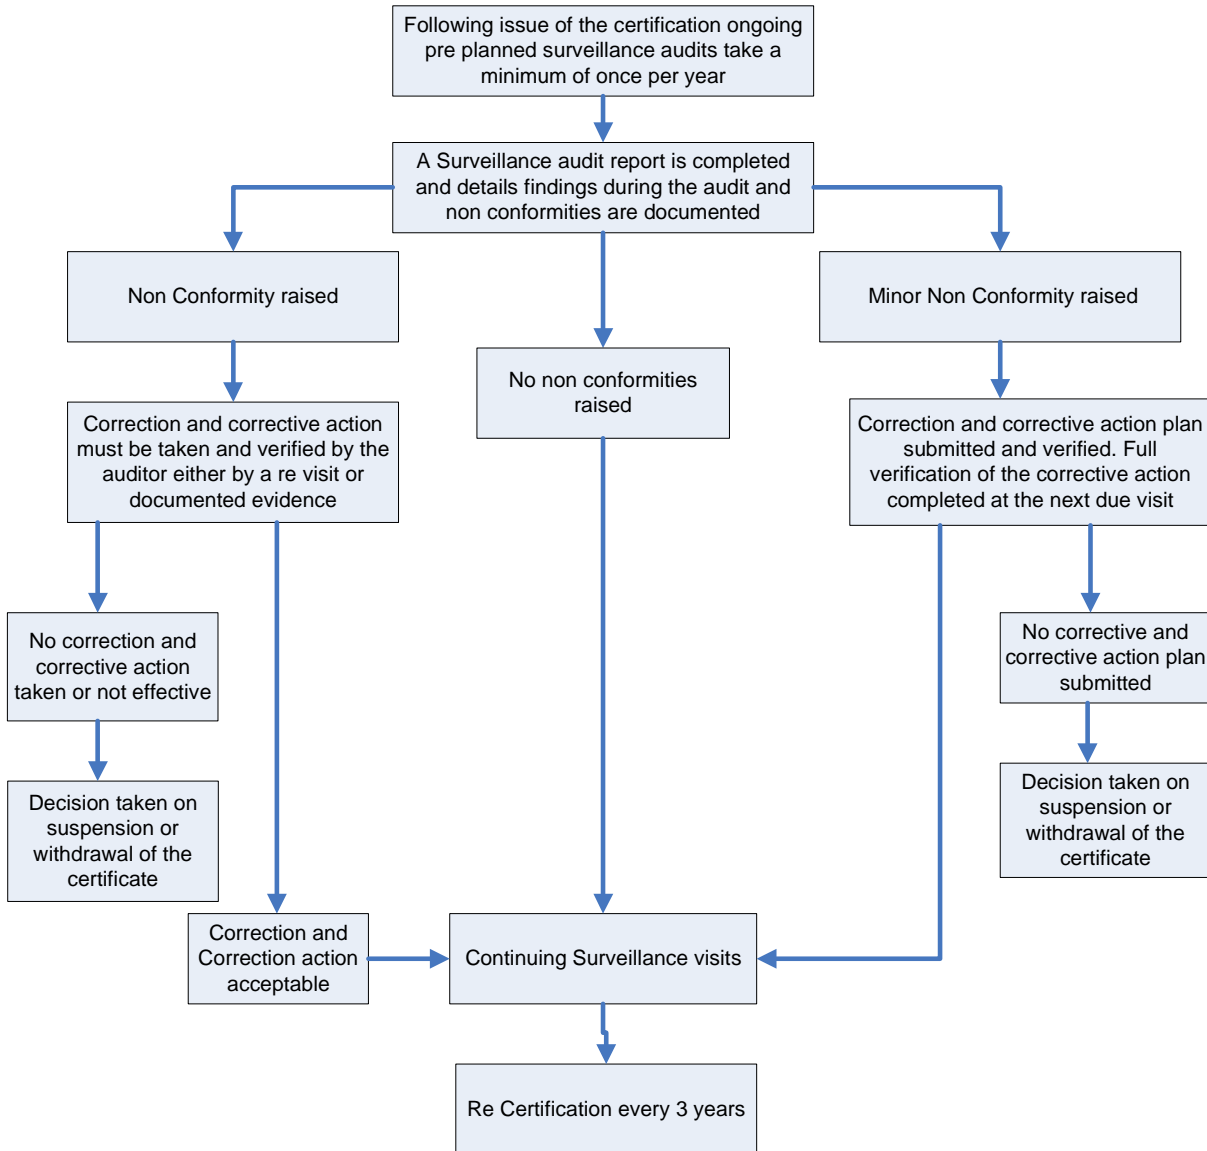 Following issue of the certification ongoing
pre planned surveillance audits take a
minimum of once per year
A Surveillance audit report is completed
and details findings during the audit and
non conformities are documented
Non Conformity raised
Minor Non Conformity raised
No non conformities
raised
Correction and corrective action
must be taken and verified by the
auditor either by a re visit or
documented evidence
Correction and corrective action plan
submitted and verified. Full
verification of the corrective action
completed at the next due visit
No correction and
corrective action
taken or not effective
No corrective and
corrective action plan
submitted
Decision taken on
suspension or
withdrawal of the
certificate
Decision taken on
suspension or
withdrawal of the
certificate
Correction and
Correction action
acceptable
Continuing Surveillance visits
Re Certification every 3 years